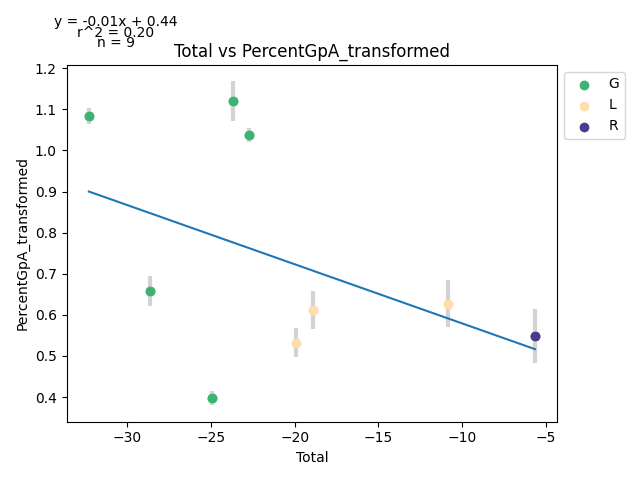 y = -0.01x + 0.44
r^2 = 0.20
n = 9
Total vs PercentGpA_transformed
G
L
R
1.2
1.1
1.0
0.9
0.8
0.7
0.6
0.5
0.4
PercentGpA_transformed
−30
−25
−20
−15
−10
−5
Total